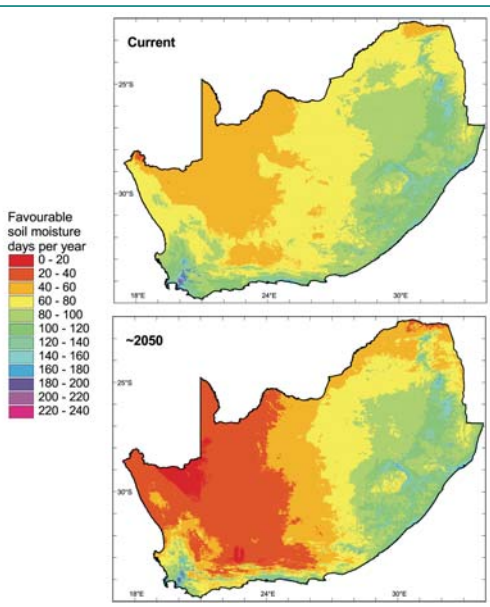 Current
25°S
30°S
18°E
24°E
30°E
Favourable
soil moisture
days per year
0 - 20
20 - 40
40 - 60
60 - 80
80 - 100
100 - 120
120 - 140
140 - 160
160 - 180
180 - 200
200 - 220
220 - 240
~2050
25°S
30°S
18°E
24°E
30°E